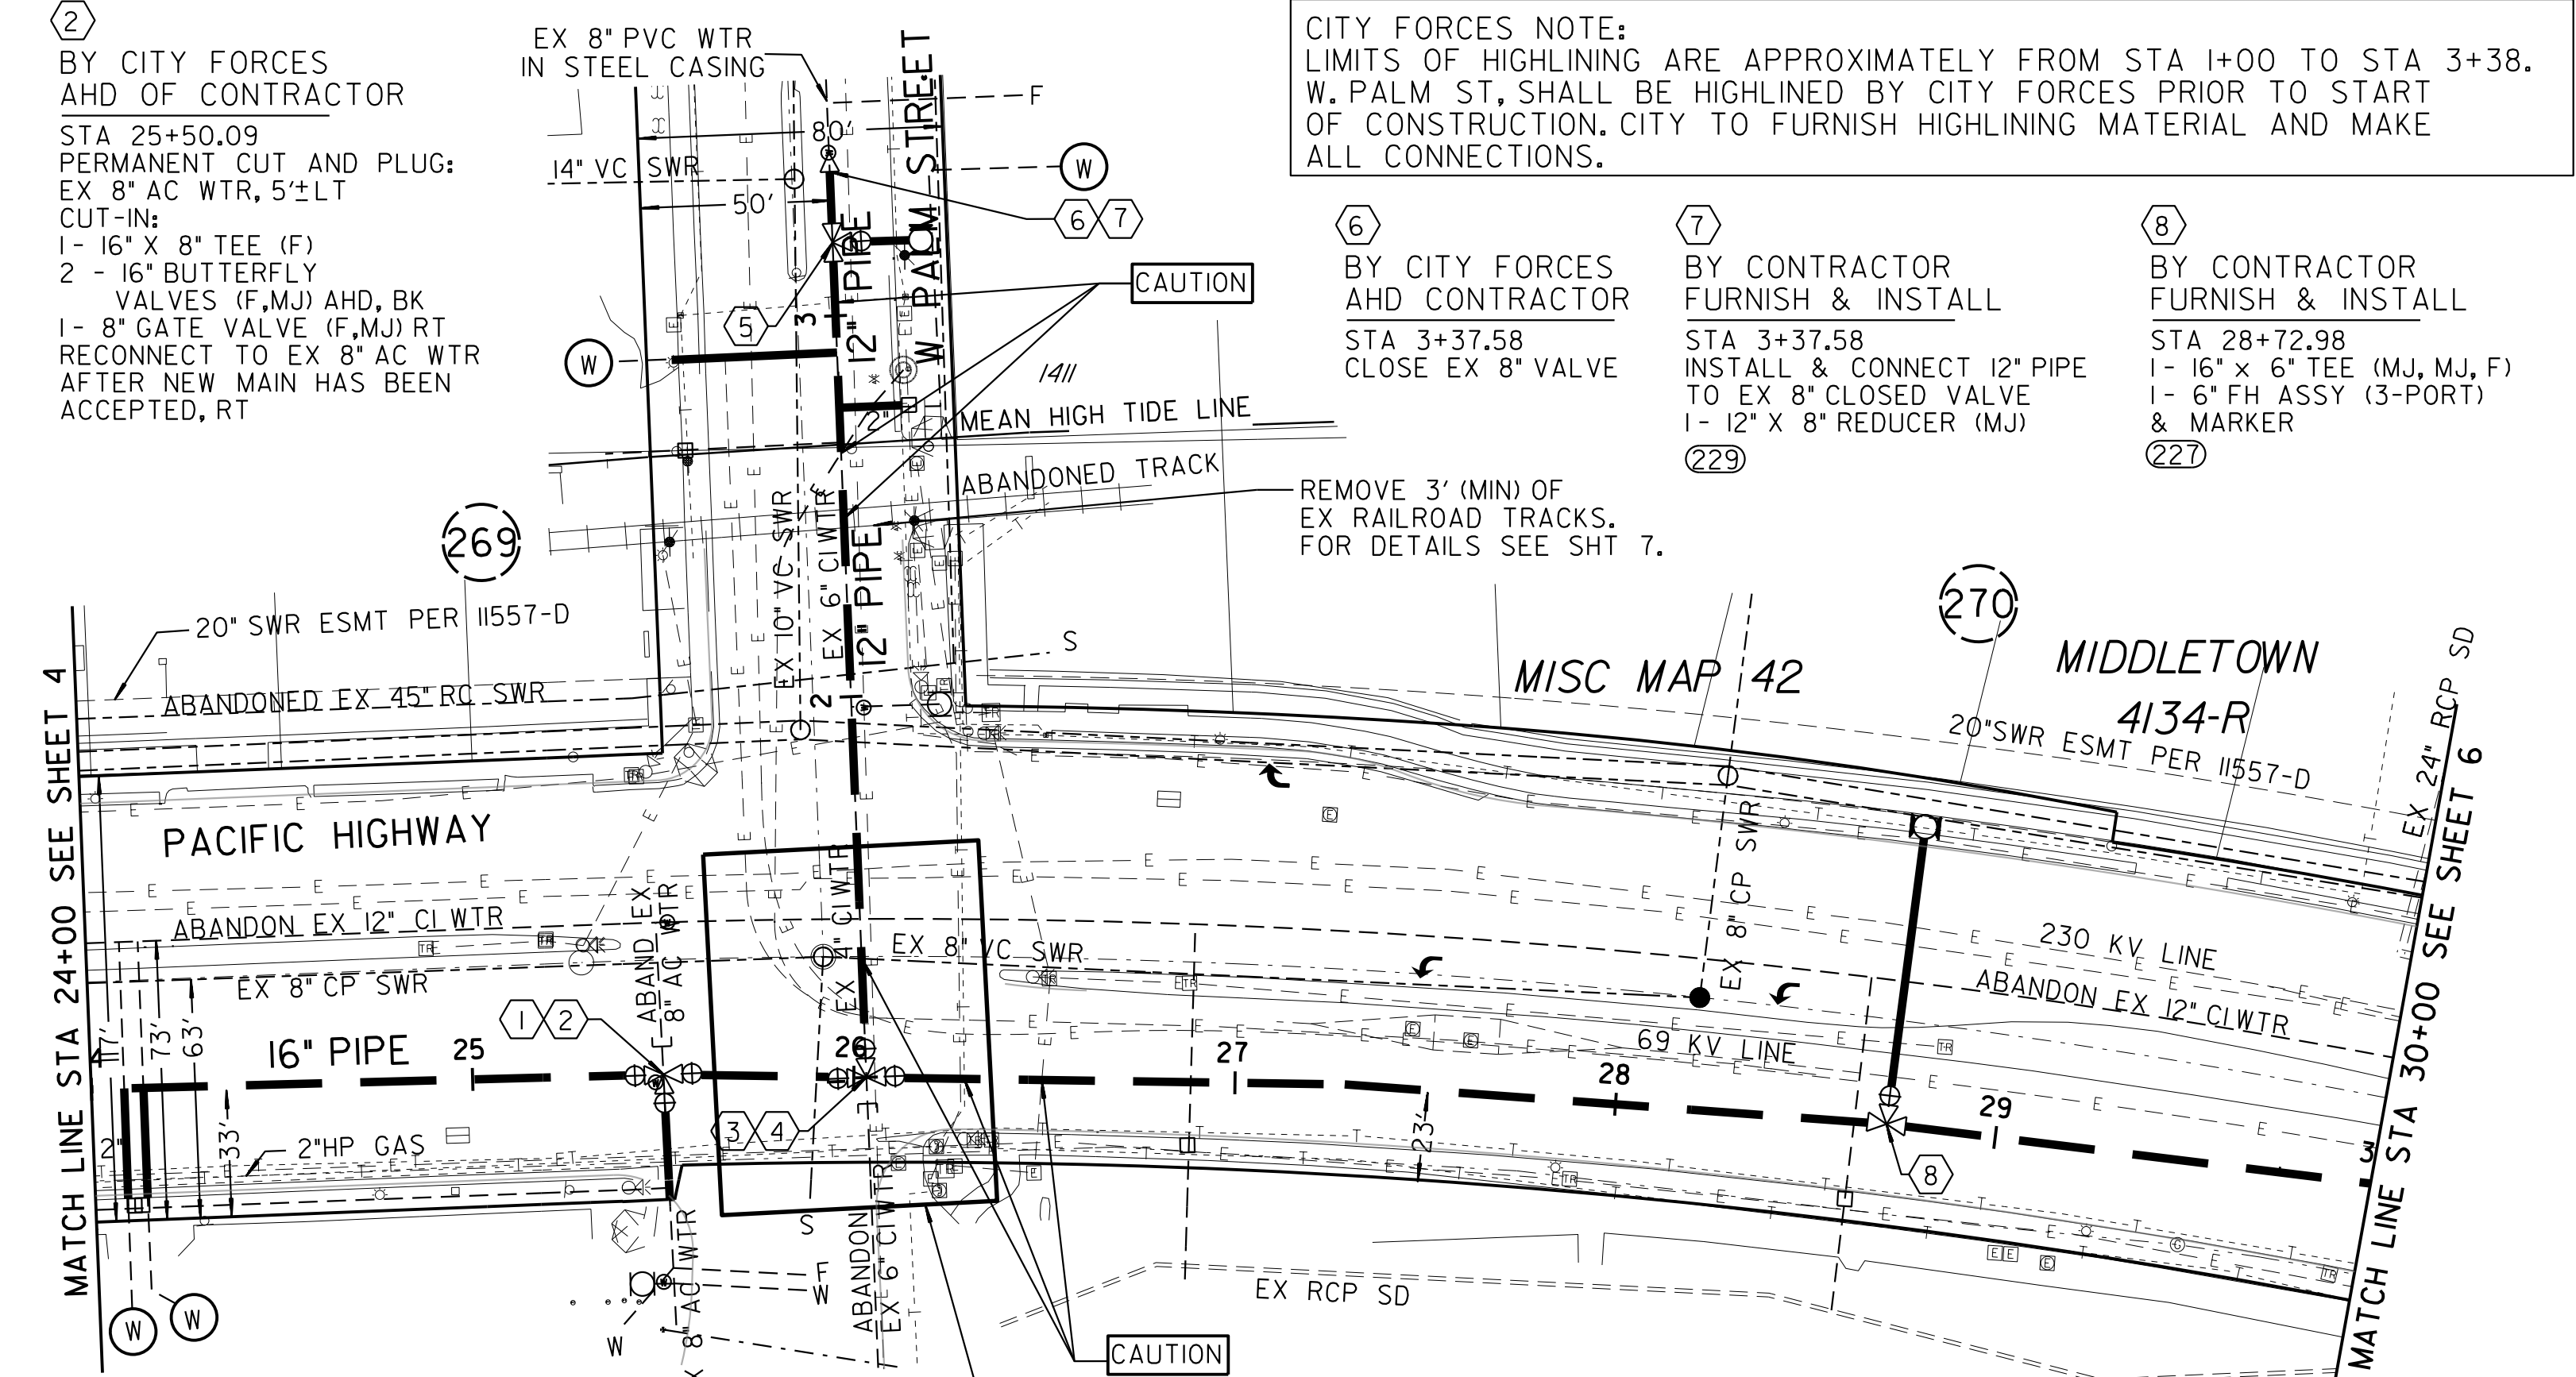 2
BY CITY FORCES
AHD OF CONTRACTOR
STA 25+50.09
PERMANENT CUT AND PLUG:
EX 8" AC WTR, 5'±LT
CUT-IN:
1- 16" X 8" TEE (F)
2 - 16" BUTTERFLY
VALVES (F,MJ) AHD, BK
1- 8" GATE VALVE (F,MJ) RT
RECONNECT TO EX 8" AC WTR
AFTER NEW MAIN HAS BEEN
ACCEPTED, RT
EX 8" PVC WTR
IN STEEL CASING
CITY FORCES NOTE:
LIMITS OF HIGHLINING ARE APPROXIMATELY FROM STA 1+00 TO STA 3+38.
W. PALM ST, SHALL BE HIGHLINED BY CITY FORCES PRIOR TO START
OF CONSTRUCTION. CITY TO FURNISH HIGHLINING MATERIAL AND MAKE
ALL CONNECTIONS.
6
BY CITY FORCES
AHD CONTRACTOR
STA 3+37.58
CLOSE EX 8" VALVE
7
BY CONTRACTOR
FURNISH & INSTALL
STA 3+37.58
INSTALL & CONNECT 12" PIPE
TO EX 8" CLOSED VALVE
1- 12" X 8" REDUCER (MJ)
229
8
BY CONTRACTOR
FURNISH & INSTALL
STA 28+72.98
1- 16" x 6" TEE (MJ, MJ, F)
1- 6" FH ASSY (3-PORT)
& MARKER
227
F
80'
14" VC SWR
W
50'
6 7
W PALM STREET
12" PIPE
CAUTION
5
3
W
1411
2"
MEAN HIGH TIDE LINE
ABANDONED TRACK
REMOVE 3' (MIN) OF
EX RAILROAD TRACKS.
FOR DETAILS SEE SHT 7.
269
EX 10" VC SWR
EX 6" CI WTR
12" PIPE
270
20" SWR ESMT PER 11557-D
S
MISC MAP 42
MIDDLETOWN
4134-R
EX 24" RCP SD
ABANDONED EX 45" RC SWR
2
20"SWR ESMT PER 11557-D
MATCH LINE STA 24+00 SEE SHEET 4
PACIFIC HIGHWAY
EX 8" CP SWR
ABANDON EX 12" CI WTR
ABAND EX
8" AC WTR
EX 4" CI WTR
EX 8" VC SWR
230 KV LINE
EX 8" CP SWR
ABANDON EX 12" CI WTR
1 2
69 KV LINE
117'
73'
63'
16" PIPE
25
26
27
28
29
3 4
33'
23'
2"
2"HP GAS
8
S
F
W
W
W
W
EX 8" AC WTR
ABANDON
EX 6" CI WTR
EX RCP SD
CAUTION
MATCH LINE STA 30+00 SEE SHEET 6